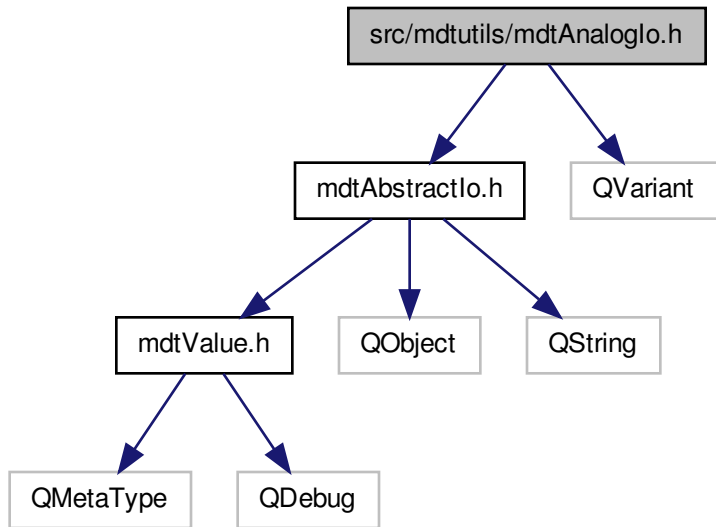 src/mdtutils/mdtAnalogIo.h
mdtAbstractIo.h
QVariant
mdtValue.h
QObject
QString
QMetaType
QDebug